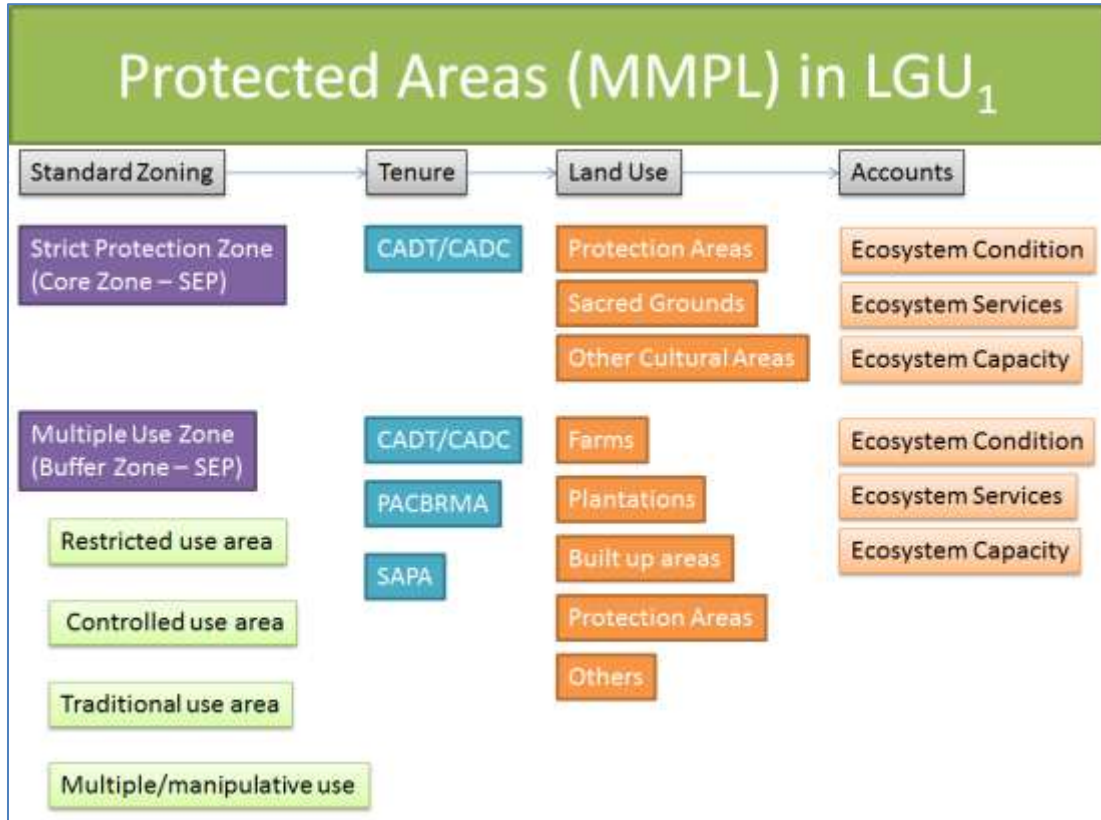 Protected Areas (MMPL) in LGU₁
Standard Zoning
Tenure
Land Use
Accounts
Strict Protection Zone
(Core Zone – SEP)
CADT/CADC
Protection Areas
Sacred Grounds
Other Cultural Areas
Ecosystem Condition
Ecosystem Services
Ecosystem Capacity
Multiple Use Zone
(Buffer Zone – SEP)
Restricted use area
Controlled use area
Traditional use area
Multiple/manipulative use
CADT/CADC
PACBRMA
SAPA
Farms
Plantations
Built up areas
Protection Areas
Others
Ecosystem Condition
Ecosystem Services
Ecosystem Capacity